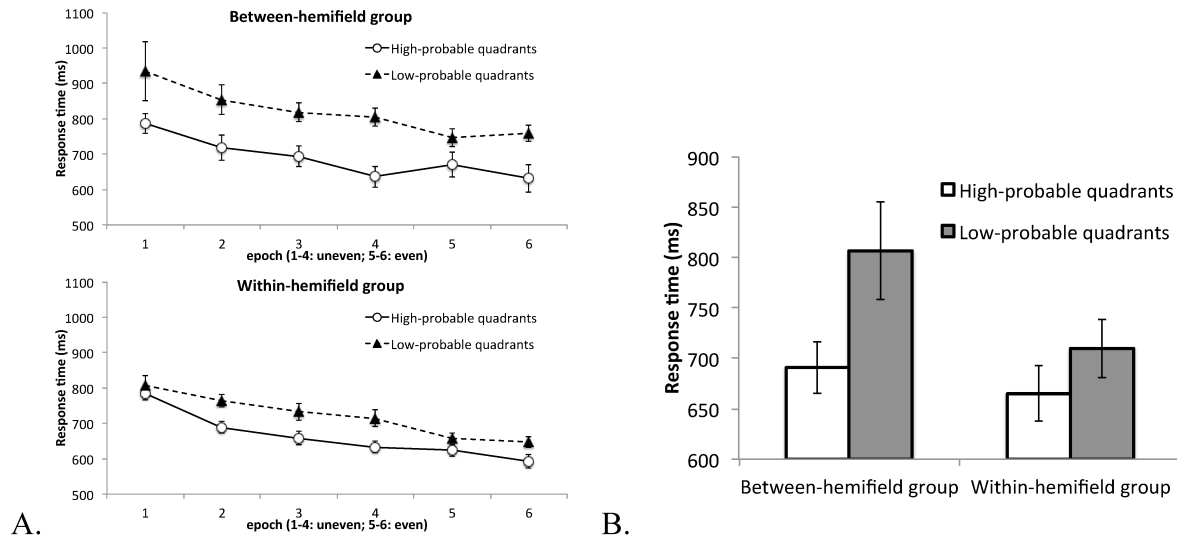 Between-hemifield group
1100
1000
900
800
700
600
500
Response time (ms)
High-probable quadrants
Low-probable quadrants
1 2 3 4 5 6
epoch (1-4: uneven; 5-6: even)
Within-hemifield group
1100
1000
900
800
700
600
500
Response time (ms)
High-probable quadrants
Low-probable quadrants
1 2 3 4 5 6
epoch (1-4: uneven; 5-6: even)
A.
900
850
800
750
700
650
600
Response time (ms)
High-probable quadrants
Low-probable quadrants
Between-hemifield group Within-hemifield group
B.